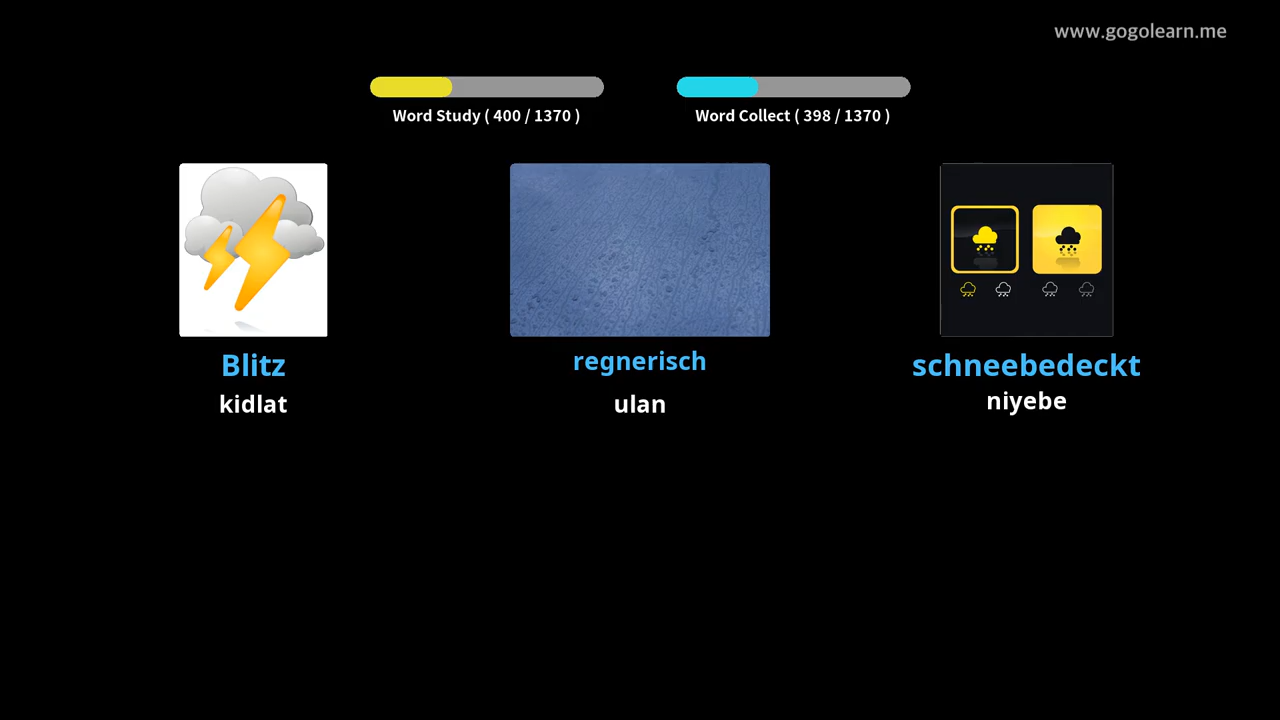 www.gogolearn.me
Word Study ( 400 / 1370 )
Word Collect ( 398 / 1370 )
Blitz
regnerisch
schneebedeckt
kidlat
ulan
niyebe